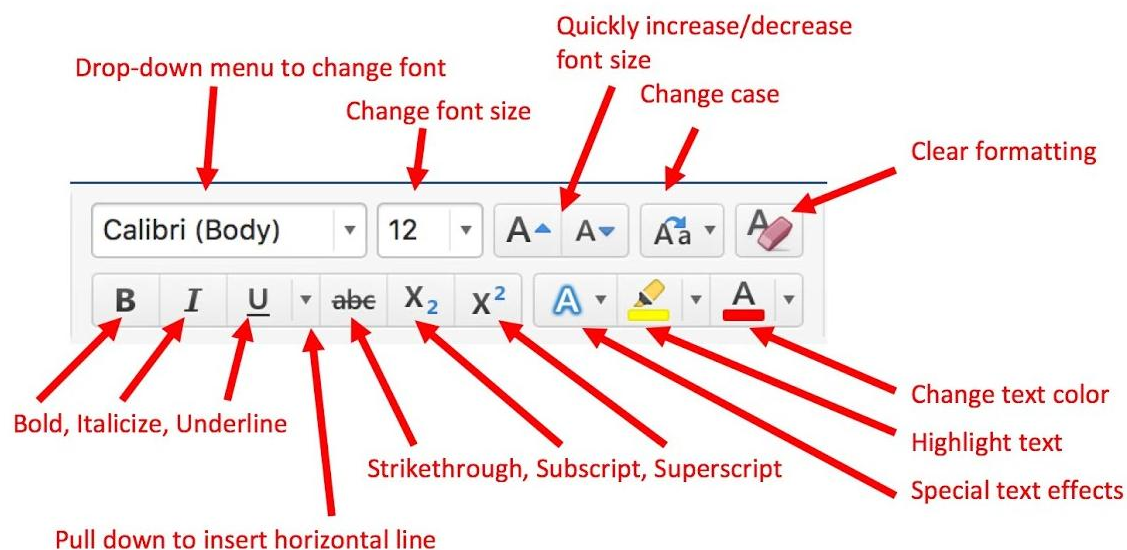 Quickly increase/decrease
font size
Drop-down menu to change font
Change case
Change font size
Clear formatting
Calibri (Body) 12 A A Aa A
B I U abc X2 X² A A
Change text color
Bold, Italicize, Underline
Highlight text
Strikethrough, Subscript, Superscript
Special text effects
Pull down to insert horizontal line